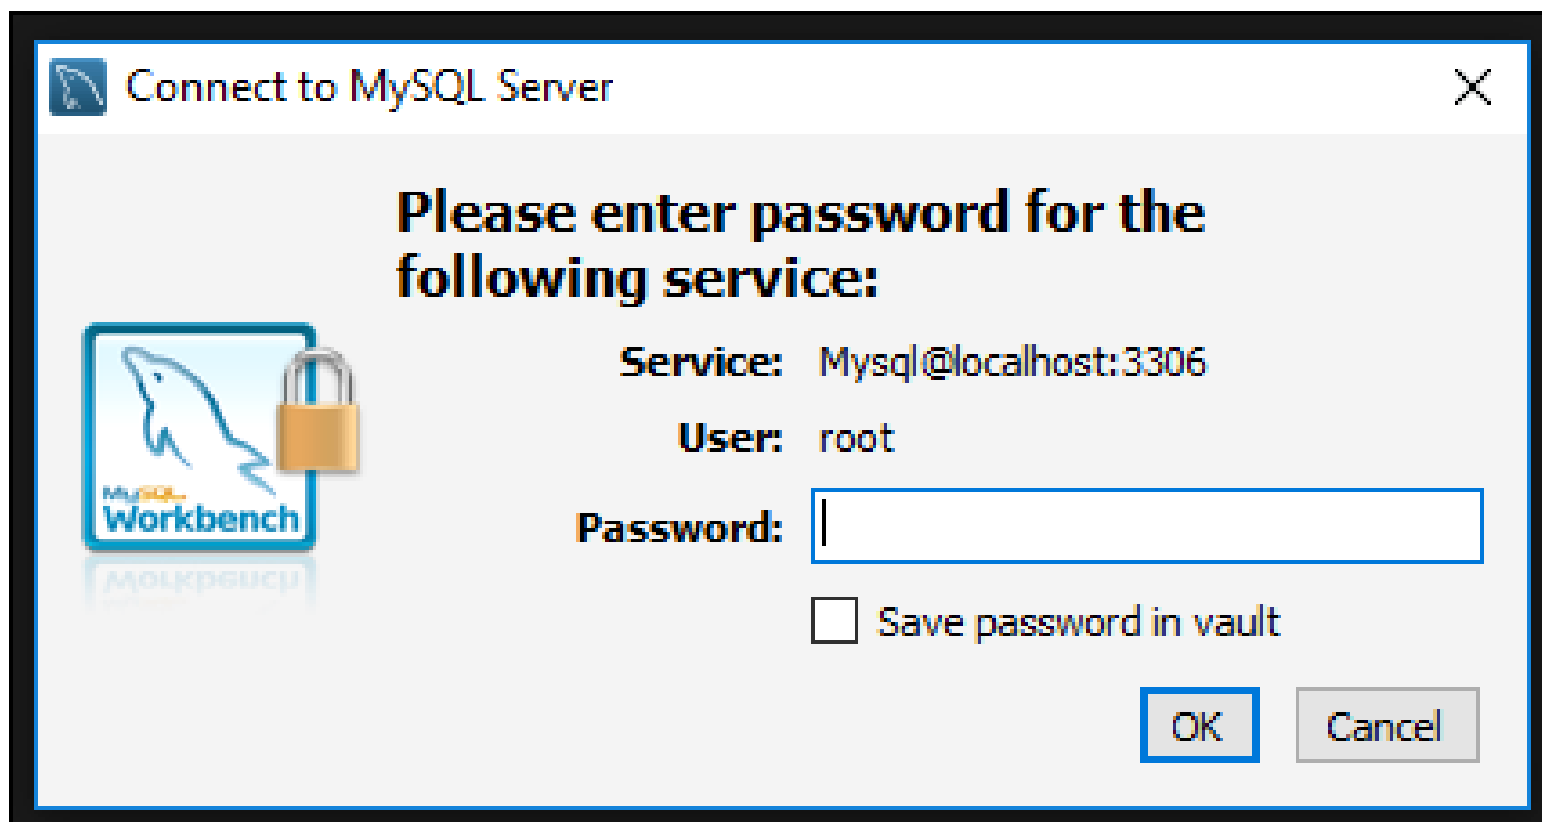 Connect to MySQL Server
Please enter password for the
following service:
Service: Mysql@localhost:3306
User: root
MySQL
Workbench
Password:
Save password in vault
OK Cancel